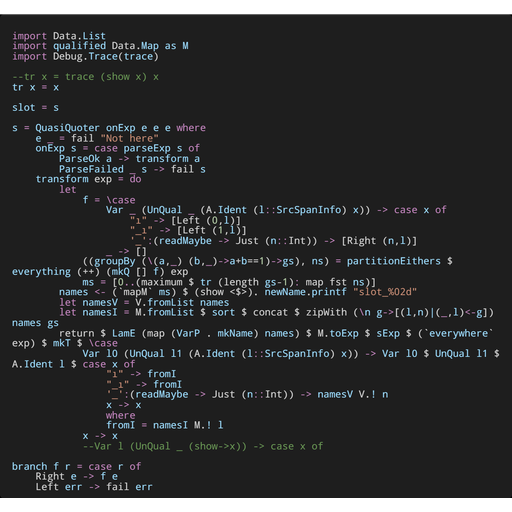 import Data.List
import qualified Data.Map as M
import Debug.Trace(trace)
--tr x = trace (show x) x
tr x = x
slot = s
s = QuasiQuoter onExp e e e where
    e _ = fail "Not here"
    onExp s = case parseExp s of
        ParseOk a -> transform a
        ParseFailed _ s -> fail s
    transform exp = do
        let
            f = \case
                Var _ (UnQual _ (A.Ident (l::SrcSpanInfo) x)) -> case x of
                    "ı" -> [Left (0,l)]
                    "_ı" -> [Left (1,l)]
                    '_':(readMaybe -> Just (n::Int)) -> [Right (n,l)]
                _ -> []
            ((groupBy (\(a,_) (b,_)->a+b==1)->gs), ns) = partitionEithers $
everything (++) (mkQ [] f) exp
            ms = [0..(maximum $ tr (length gs-1): map fst ns)]
        names <- (`mapM` ms) $ (show <$>). newName.printf "slot_%02d"
        let namesV = V.fromList names
        let namesI = M.fromList $ sort $ concat $ zipWith (\n g->[(l,n)|(_,l)<-g])
names gs
        return $ LamE (map (VarP . mkName) names) $ M.toExp $ sExp $ (`everywhere`
exp) $ mkT $ \case
            Var l0 (UnQual l1 (A.Ident (l::SrcSpanInfo) x)) -> Var l0 $ UnQual l1 $
A.Ident l $ case x of
                "ı" -> fromI
                "_ı" -> fromI
                '_':(readMaybe -> Just (n::Int)) -> namesV V.! n
                x -> x
                where
                fromI = namesI M.! l
            x -> x
            --Var l (UnQual _ (show->x)) -> case x of
branch f r = case r of
    Right e -> f e
    Left err -> fail err